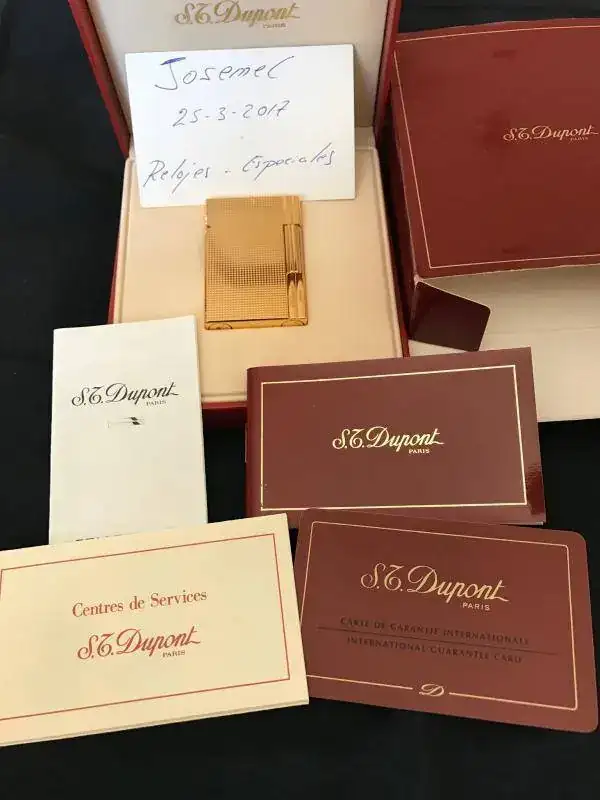 S.T. Dupont
PARIS
Josemel
25-3-2017
Relojes - Especiales
S.T. Dupont
PARIS
S.T. Dupont
PARIS
S.T. Dupont
PARIS
Centres de Services
S.T. Dupont
PARIS
S.T. Dupont
PARIS
CARTE DE GARANTIE INTERNATIONALE
INTERNATIONAL GUARANTEE CARD
D